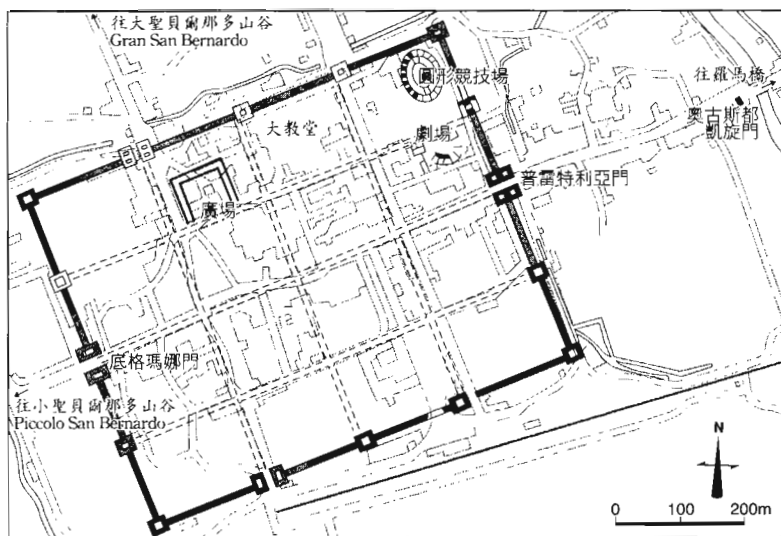 往大聖貝爾那多山谷
Gran San Bernardo
圓形競技場
往羅馬橋
奧古斯都
凱旋門
大教堂
劇場
普雷特利亞門
廣場
底格瑪娜門
往小聖貝爾那多山谷
Piccolo San Bernardo
N
0 100 200m